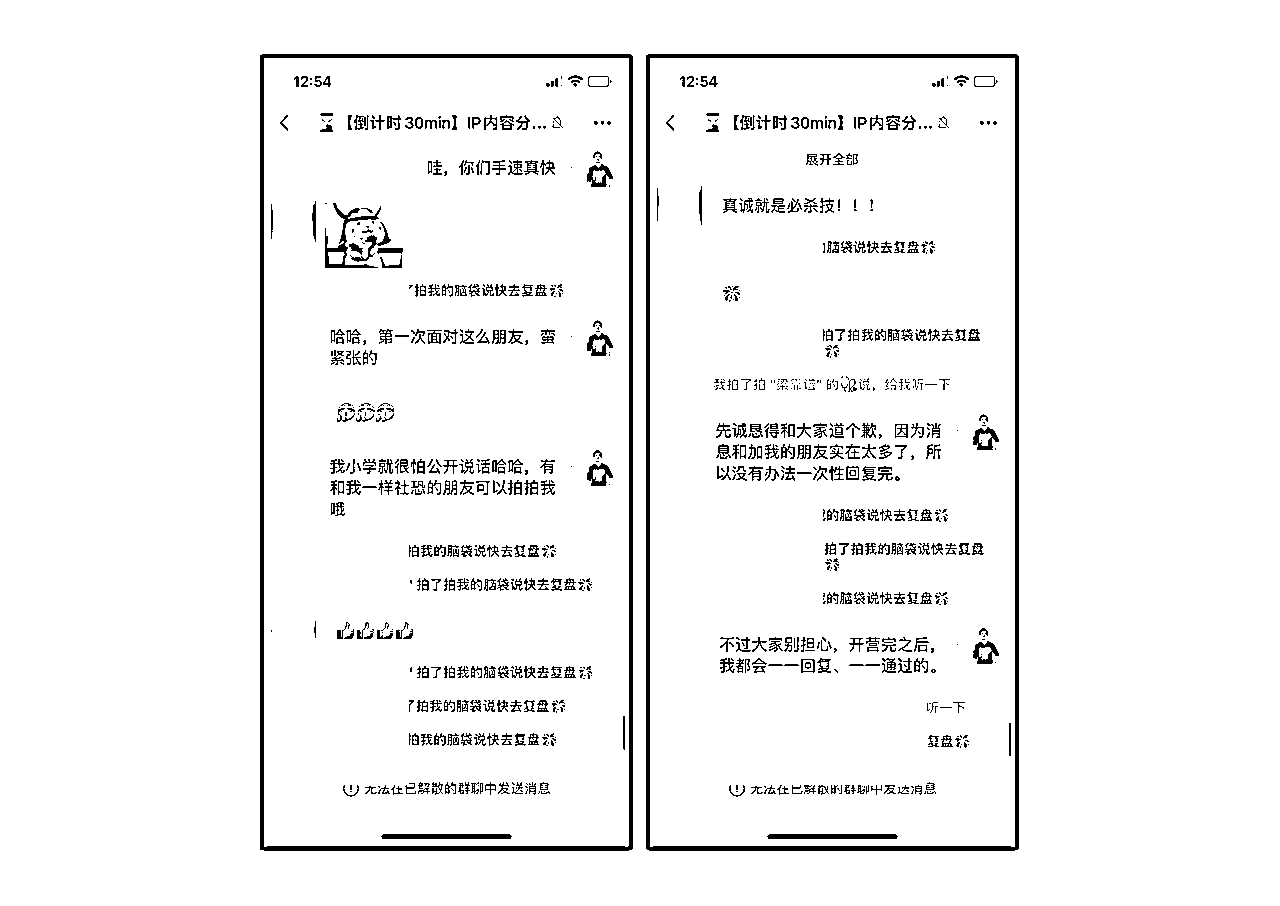 12:54
【倒计时30min】IP内容分...
哇，你们手速真快
拍我的脑袋说快去复盘
哈哈，第一次面对这么朋友，蛮
紧张的
我小学就很怕公开说话哈哈，有
和我一样社恐的朋友可以拍拍我
哦
拍我的脑袋说快去复盘
拍了拍我的脑袋说快去复盘
拍了拍我的脑袋说快去复盘
拍我的脑袋说快去复盘
拍我的脑袋说快去复盘
无法在已解散的群聊中发送消息
12:54
【倒计时30min】IP内容分...
展开全部
真诚就是必杀技！！！
脑袋说快去复盘
拍了拍我的脑袋说快去复盘
我拍了拍 "梁靠谱" 的说，给我听一下
先诚恳得和大家道个歉，因为消
息和加我的朋友实在太多了，所
以没有办法一次性回复完。
的脑袋说快去复盘
拍了拍我的脑袋说快去复盘
的脑袋说快去复盘
不过大家别担心，开营完之后，
我都会一一回复、一一通过的。
听一下
复盘
无法在已解散的群聊中发送消息